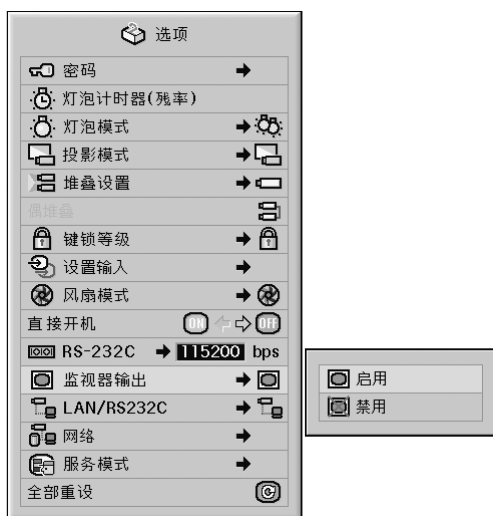 选项
密码
灯泡计时器(残率)
灯泡模式
投影模式
堆叠设置
偶堆叠
键锁等级
设置输入
风扇模式
直接开机 ON OFF
RS-232C 115200 bps
监视器输出
LAN/RS232C
网络
服务模式
全部重设
启用
禁用